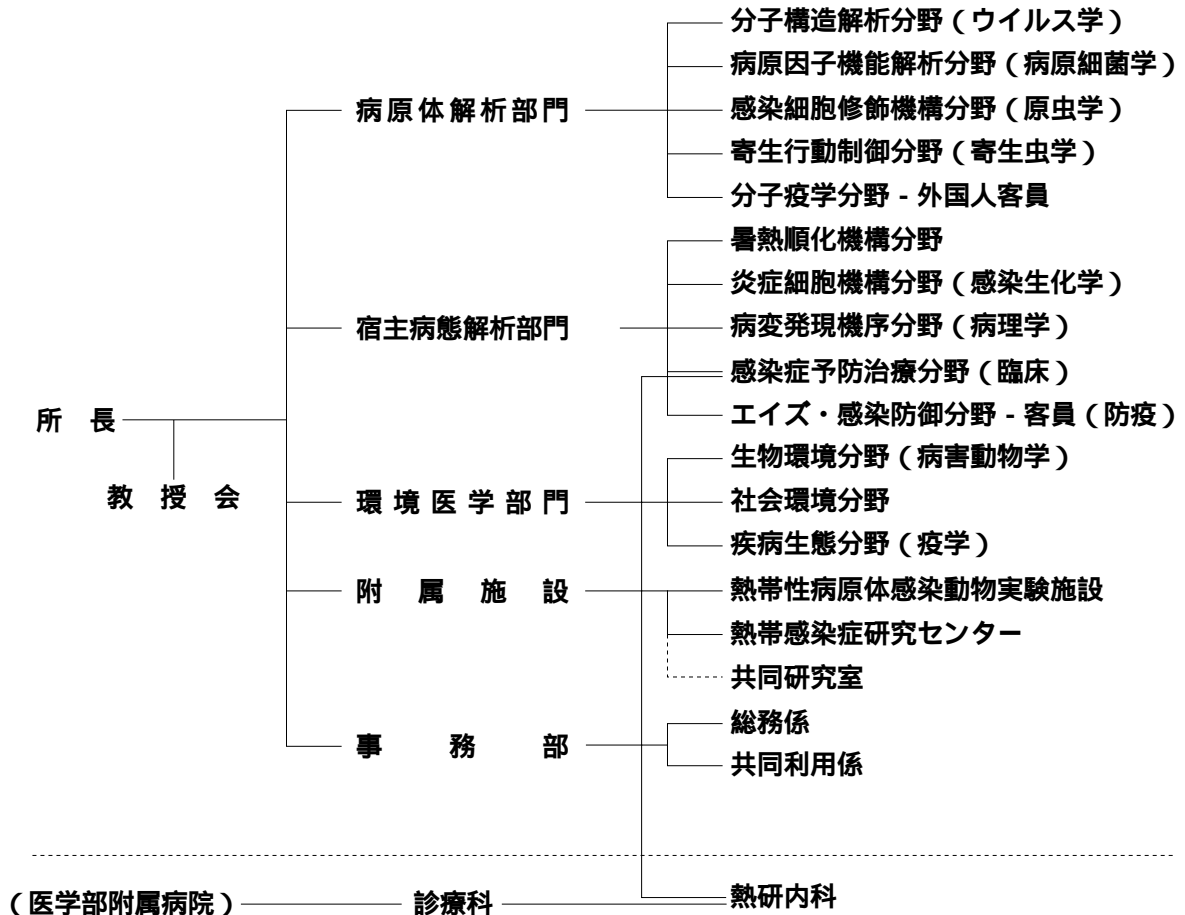 分子構造解析分野（ウイルス学）
病原因子機能解析分野（病原細菌学）
病原体解析部門
感染細胞修飾機構分野（原虫学）
寄生行動制御分野（寄生虫学）
分子疫学分野 - 外国人客員
暑熱順化機構分野
炎症細胞機構分野（感染生化学）
宿主病態解析部門
病変発現機序分野（病理学）
感染症予防治療分野（臨床）
所長
エイズ・感染防御分野 - 客員（防疫）
生物環境分野（病害動物学）
教授会
環境医学部門
社会環境分野
疾病生態分野（疫学）
附属施設
熱帯性病原体感染動物実験施設
熱帯感染症研究センター
共同研究室
総務係
事務部
共同利用係
（医学部附属病院）
診療科
熱研内科